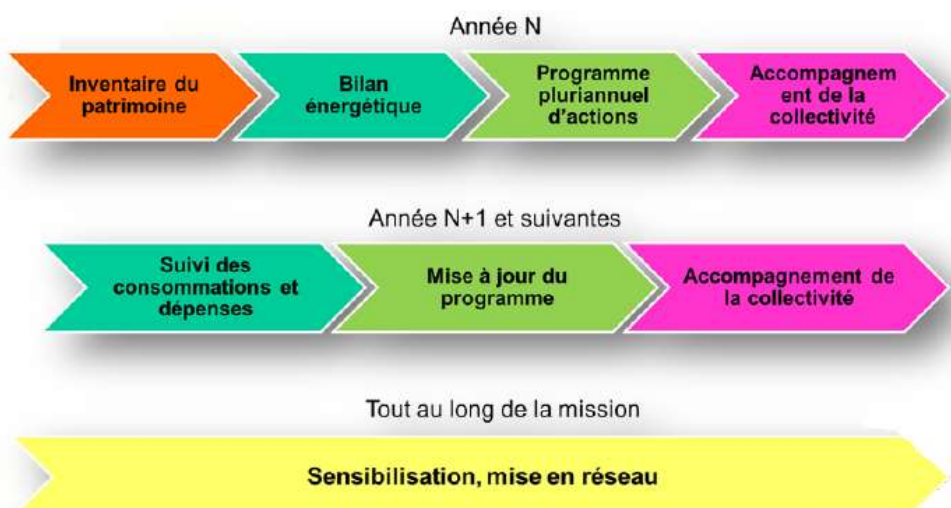 Année N
Inventaire du
patrimoine
Bilan
énergétique
Programme
pluriannuel
d'actions
Accompagnem
ent de la
collectivité
Année N+1 et suivantes
Suivi des
consommations et
dépenses
Mise à jour du
programme
Accompagnement de
la collectivité
Tout au long de la mission
Sensibilisation, mise en réseau